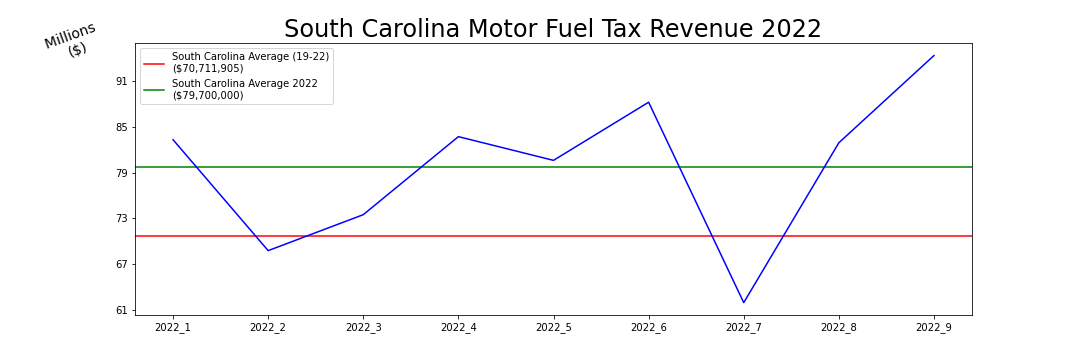 South Carolina Motor Fuel Tax Revenue 2022
Millions
($)
South Carolina Average (19-22)
($70,711,905)
South Carolina Average 2022
($79,700,000)
91
85
79
73
67
61
2022_1 2022_2 2022_3 2022_4 2022_5 2022_6 2022_7 2022_8 2022_9